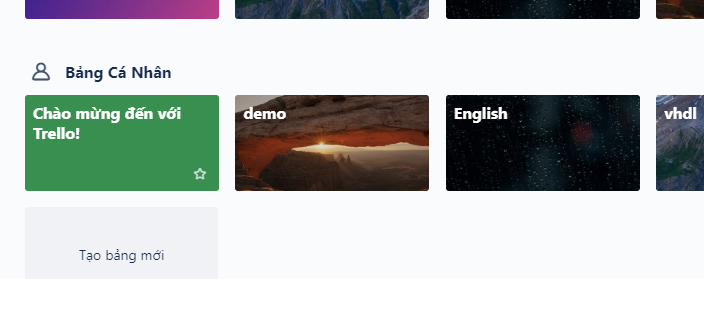 Bảng Cá Nhân
Chào mừng đến với
Trello!
demo
English
vhdl
Tạo bảng mới